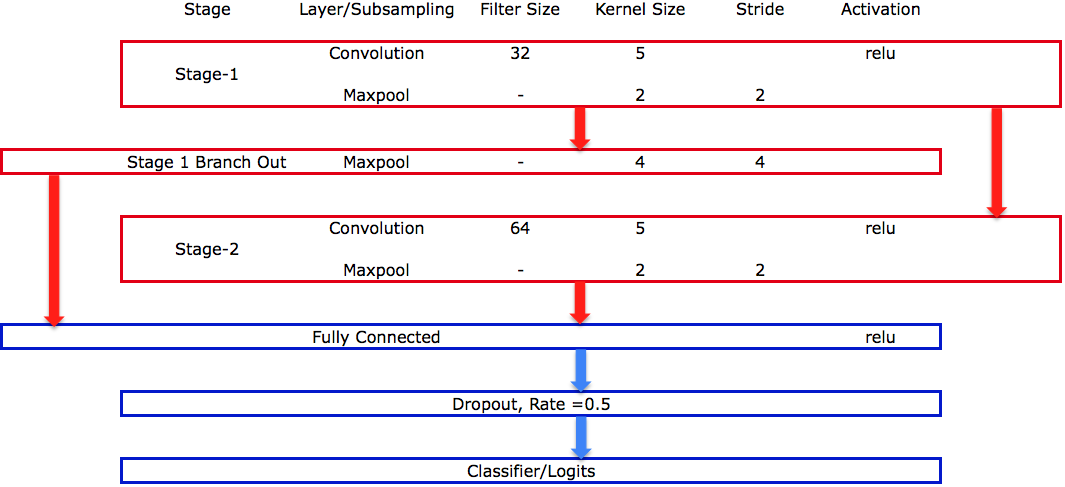 Stage Layer/Subsampling Filter Size Kernel Size Stride Activation
Convolution 32 5 relu
Stage-1
Maxpool - 2 2
Stage 1 Branch Out Maxpool - 4 4
Convolution 64 5 relu
Stage-2
Maxpool - 2 2
Fully Connected relu
Dropout, Rate =0.5
Classifier/Logits